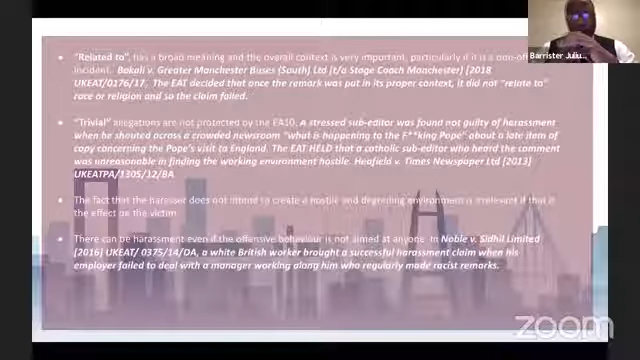 "Related to", has a broad meaning and the overall context is very important, particularly if it is a one-off
incident. Bakali v. Greater Manchester Buses (South) Ltd [t/a Stage Coach Manchester) [2018
UKEAT/0176/17. The EAT decided that once the remark was put in its proper context, it did not "relate to"
race or religion and so the claim failed.
"Trivial" allegations are not protected by the EA10. A stressed sub-editor was found not guilty of harassment
when he shouted across a crowded newsroom "what is happening to the F**king Pope" about a late item of
copy concerning the Pope's visit to England. The EAT HELD that a catholic sub-editor who heard the comment
was unreasonable in finding the working environment hostile. Heafield v. Times Newspaper Ltd [2013]
UKEATPA/1305/12/BA
The fact that the harasser does not intend to create a hostile and degrading environment is irrelevant if that is
the effect on the victim
There can be harassment even if the offensive behaviour is not aimed at anyone. In Noble v. Sidhil Limited
[2016] UKEAT/ 0375/14/DA, a white British worker brought a successful harassment claim when his
employer failed to deal with a manager working along him who regularly made racist remarks.
Barrister Juliu...
zoom